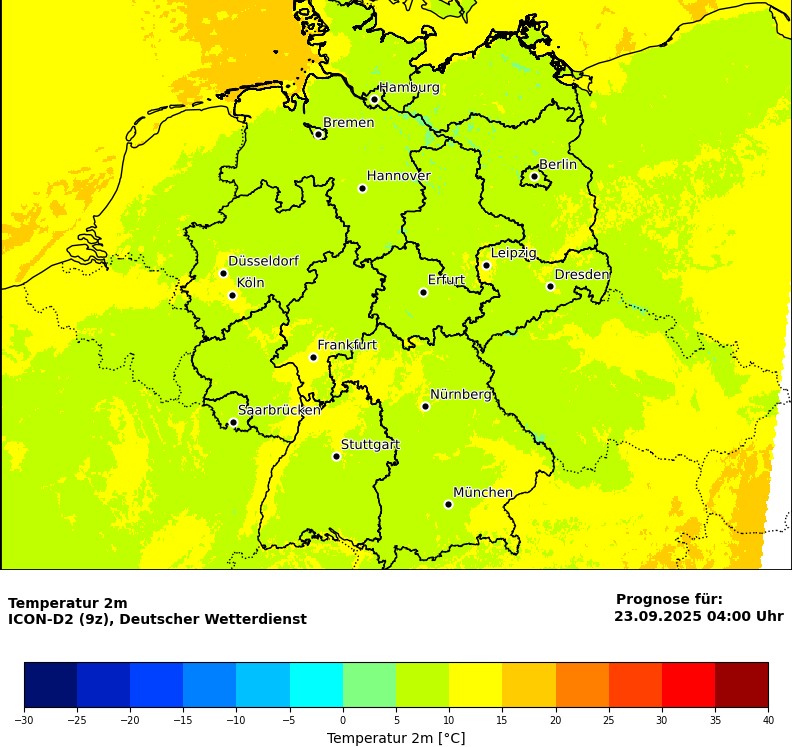 Hamburg
Bremen
Berlin
Hannover
Leipzig
Düsseldorf
Dresden
Köln
Erfurt
Frankfurt
Nürnberg
Saarbrücken
Stuttgart
München
Temperatur 2m
ICON-D2 (9z), Deutscher Wetterdienst
Prognose für:
23.09.2025 04:00 Uhr
−30 −25 −20 −15 −10 −5 0 5 10 15 20 25 30 35 40
Temperatur 2m [°C]